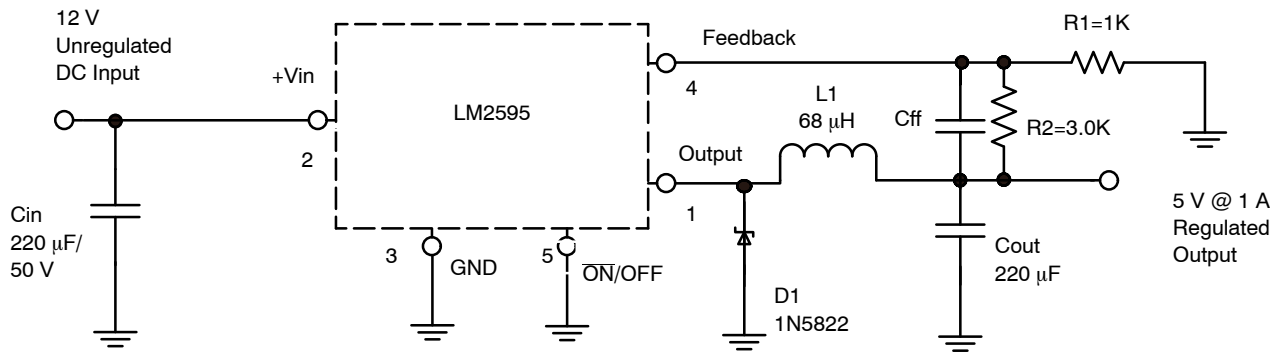 12 V
Unregulated
DC Input
+Vin
2
LM2595
Feedback
4
R1=1K
L1
68 μH
Cff
R2=3.0K
Output
1
Cin
220 μF/
50 V
3
GND
5
ON/OFF
D1
1N5822
Cout
220 μF
5 V @ 1 A
Regulated
Output